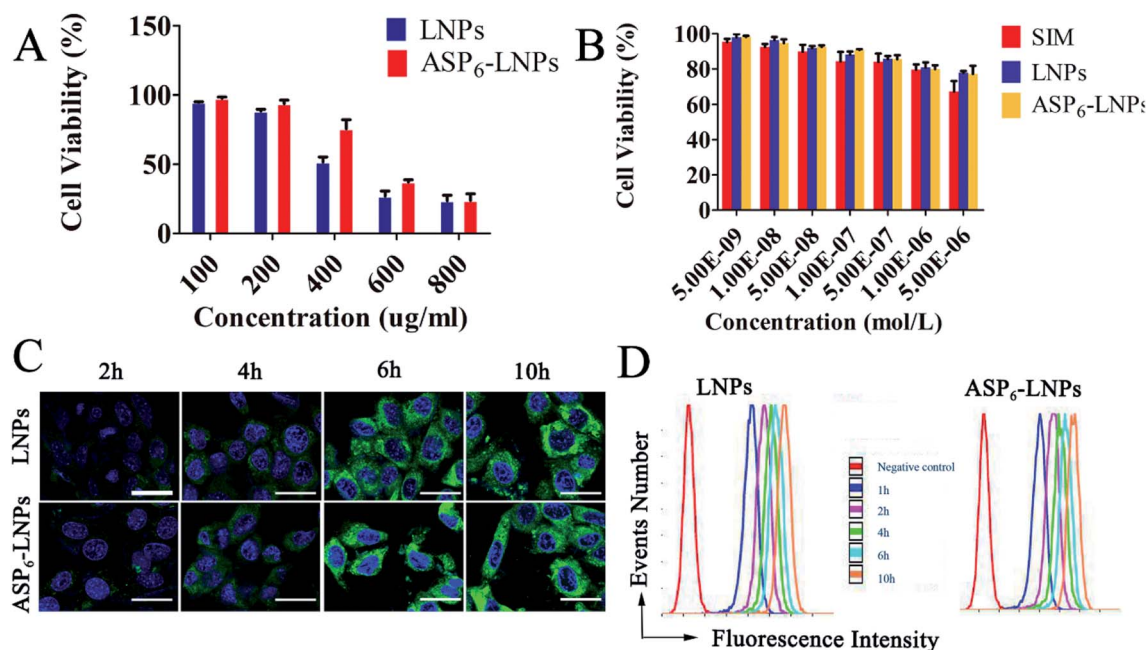 A
Cell Viability (%)
LNPs
ASP₆-LNPs
150
100
50
0
100
200
400
600
800
Concentration (ug/ml)
B
Cell Viability (%)
SIM
LNPs
ASP₆-LNPs
100
80
60
40
20
0
5.00E-09
1.00E-08
5.00E-08
1.00E-07
5.00E-07
1.00E-06
5.00E-06
Concentration (mol/L)
C
2h 4h 6h 10h
LNPs
ASP₆-LNPs
D
LNPs
ASP₆-LNPs
Negative control
1h
2h
4h
6h
10h
Events Number
Fluorescence Intensity